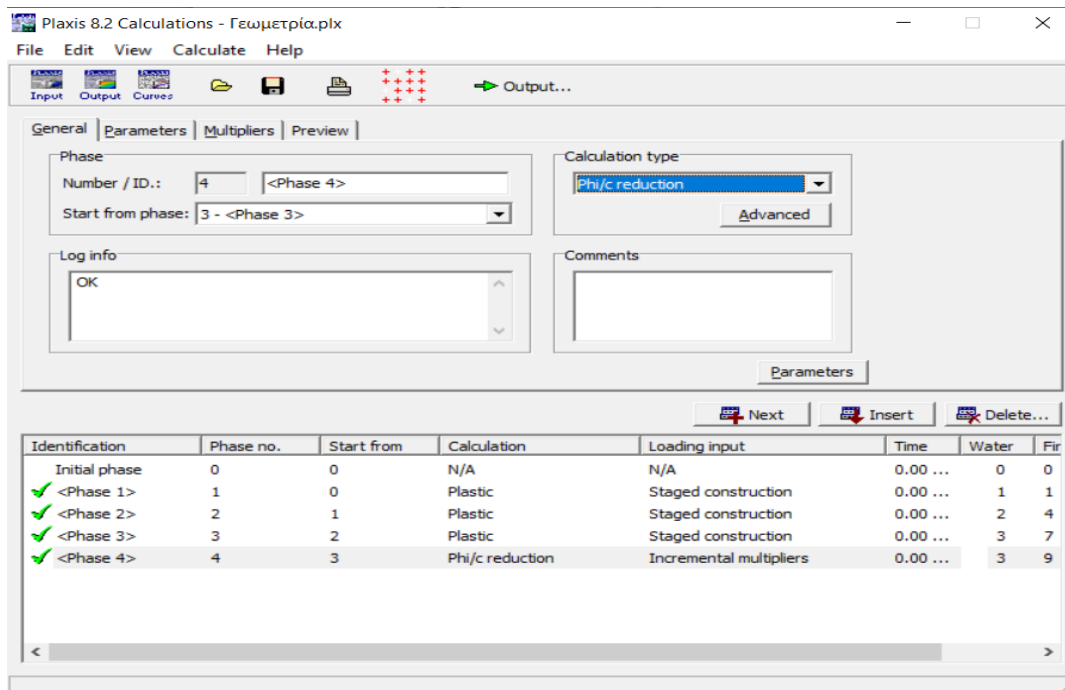 Plaxis 8.2 Calculations - Γεωμετρία.plx
File Edit View Calculate Help
Input Output Curves Output...
General Parameters Multipliers Preview
Phase
Number / ID.: 4 <Phase 4>
Start from phase: 3 - <Phase 3>
Calculation type
Phi/c reduction
Advanced
Log info
OK
Comments
Parameters
Next Insert Delete...
Identification Phase no. Start from Calculation Loading input Time Water Fir
Initial phase 0 0 N/A N/A 0.00 ... 0 0
<Phase 1> 1 0 Plastic Staged construction 0.00 ... 1 1
<Phase 2> 2 1 Plastic Staged construction 0.00 ... 2 4
<Phase 3> 3 2 Plastic Staged construction 0.00 ... 3 7
<Phase 4> 4 3 Phi/c reduction Incremental multipliers 0.00 ... 3 9